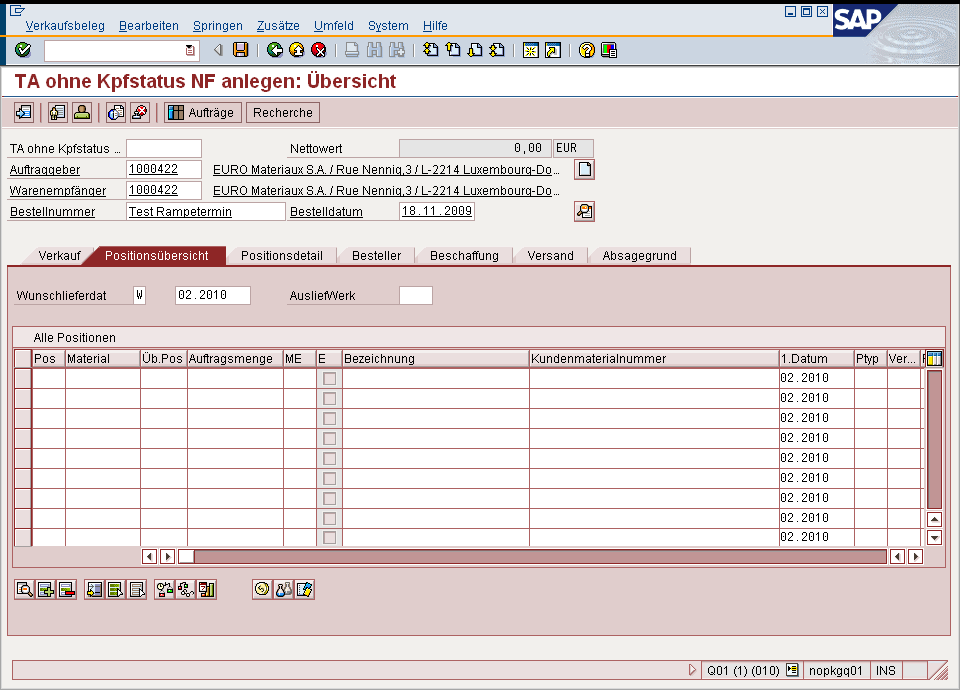 Verkaufsbeleg Bearbeiten Springen Zusätze Umfeld System Hilfe
SAP
TA ohne Kpfstatus NF anlegen: Übersicht
Aufträge Recherche
TA ohne Kpfstatus ... Nettowert 0,00 EUR
Auftraggeber 1000422 EURO Materiaux S.A. / Rue Nennig,3 / L-2214 Luxembourg-Do...
Warenempfänger 1000422 EURO Materiaux S.A. / Rue Nennig,3 / L-2214 Luxembourg-Do...
Bestellnummer Test Rampetermin Bestelldatum 18.11.2009
Verkauf Positionsübersicht Positionsdetail Besteller Beschaffung Versand Absagegrund
Wunschlieferdat W 02.2010 AusliefWerk
Alle Positionen
Pos Material Üb.Pos Auftragsmenge ME E Bezeichnung Kundenmaterialnummer 1.Datum Ptyp Ver...
02.2010
02.2010
02.2010
02.2010
02.2010
02.2010
02.2010
02.2010
02.2010
Q01 (1) (010) nopkgq01 INS